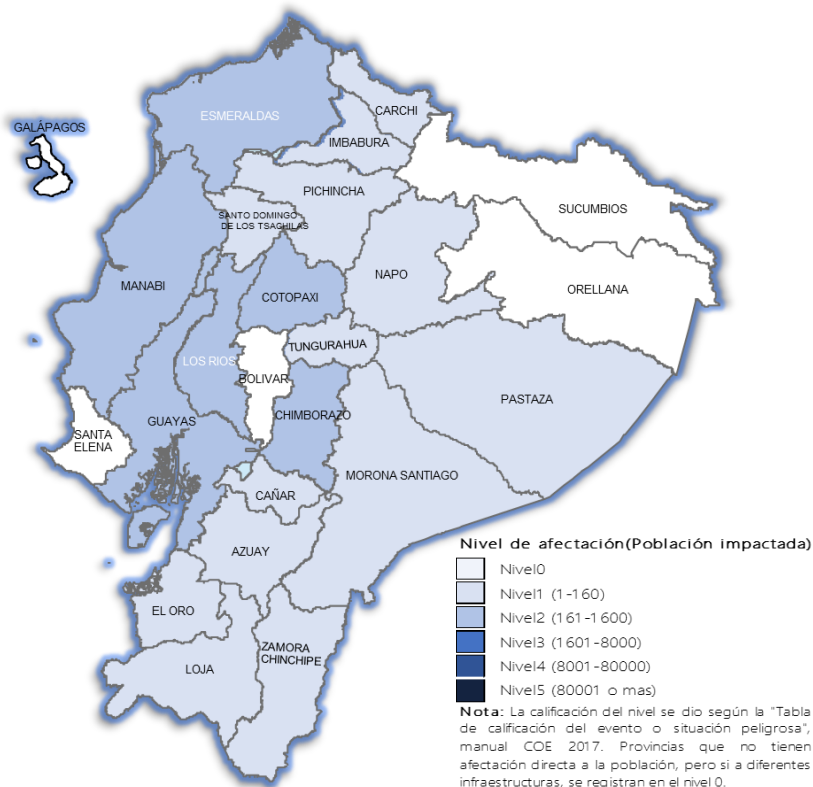 ESMERALDAS
CARCHI
GALÁPAGOS
IMBABURA
PICHINCHA
SUCUMBIOS
SANTO DOMINGO
DE LOS TSACHILAS
NAPO
MANABI
ORELLANA
COTOPAXI
TUNGURAHUA
LOS RIOS
BOLIVAR
PASTAZA
CHIMBORAZO
GUAYAS
SANTA
ELENA
MORONA SANTIAGO
CAÑAR
AZUAY
EL ORO
ZAMORA
CHINCHIPE
LOJA
Nivel de afectación(Población impactada)
Nivel0
Nivel1 (1-160)
Nivel2 (161-1600)
Nivel3 (1601-8000)
Nivel4 (8001-80000)
Nivel5 (80001 o mas)
Nota: La calificación del nivel se dio según la "Tabla
de calificación del evento o situación peligrosa",
manual COE 2017. Provincias que no tienen
afectación directa a la población, pero si a diferentes
infraestructuras, se registran en el nivel 0.